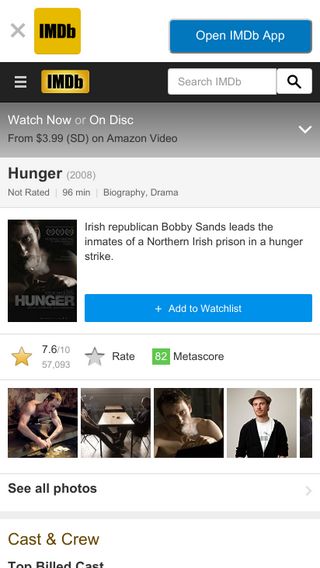 IMDb
Open IMDb App
IMDb
Search IMDb
Watch Now or On Disc
From $3.99 (SD) on Amazon Video
Hunger (2008)
Not Rated | 96 min | Biography, Drama
Irish republican Bobby Sands leads the
inmates of a Northern Irish prison in a hunger
strike.
HUNGER
+ Add to Watchlist
7.6/10
57,093
Rate
82 Metascore
See all photos
Cast & Crew
Top Billed Cast